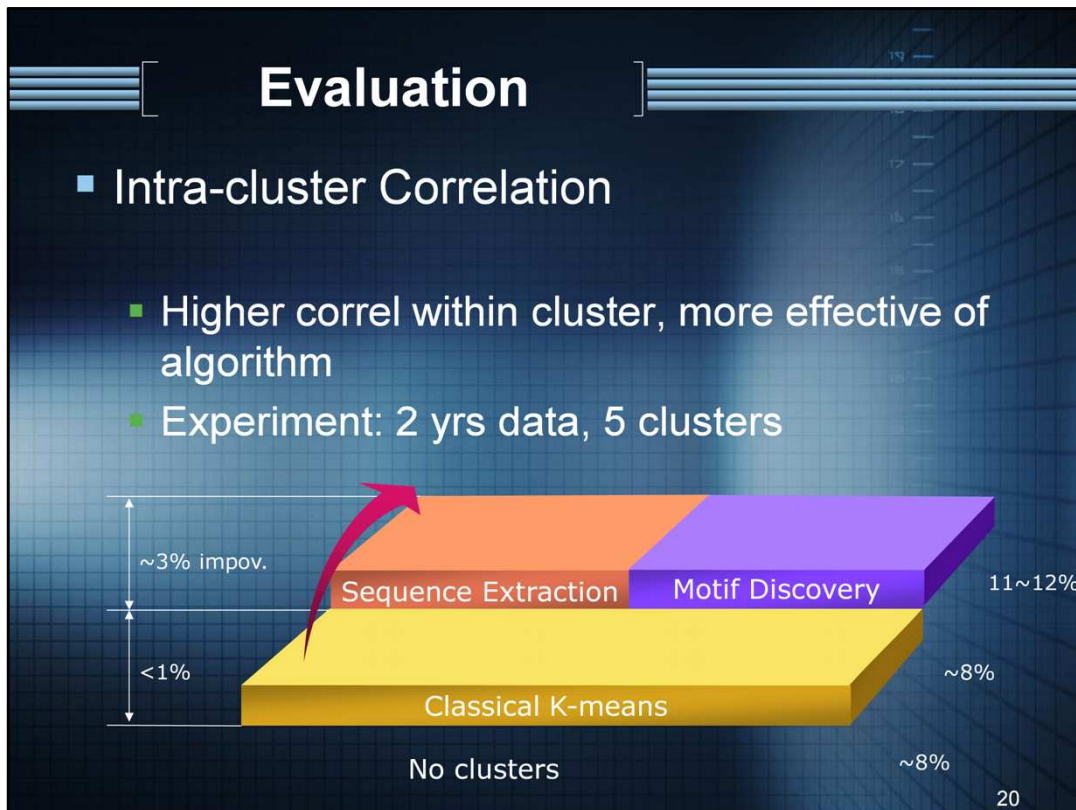 Evaluation
Intra-cluster Correlation
Higher correl within cluster, more effective of
algorithm
Experiment: 2 yrs data, 5 clusters
~3% impov.
Sequence Extraction
Motif Discovery
11~12%
<1%
~8%
Classical K-means
No clusters
~8%
20